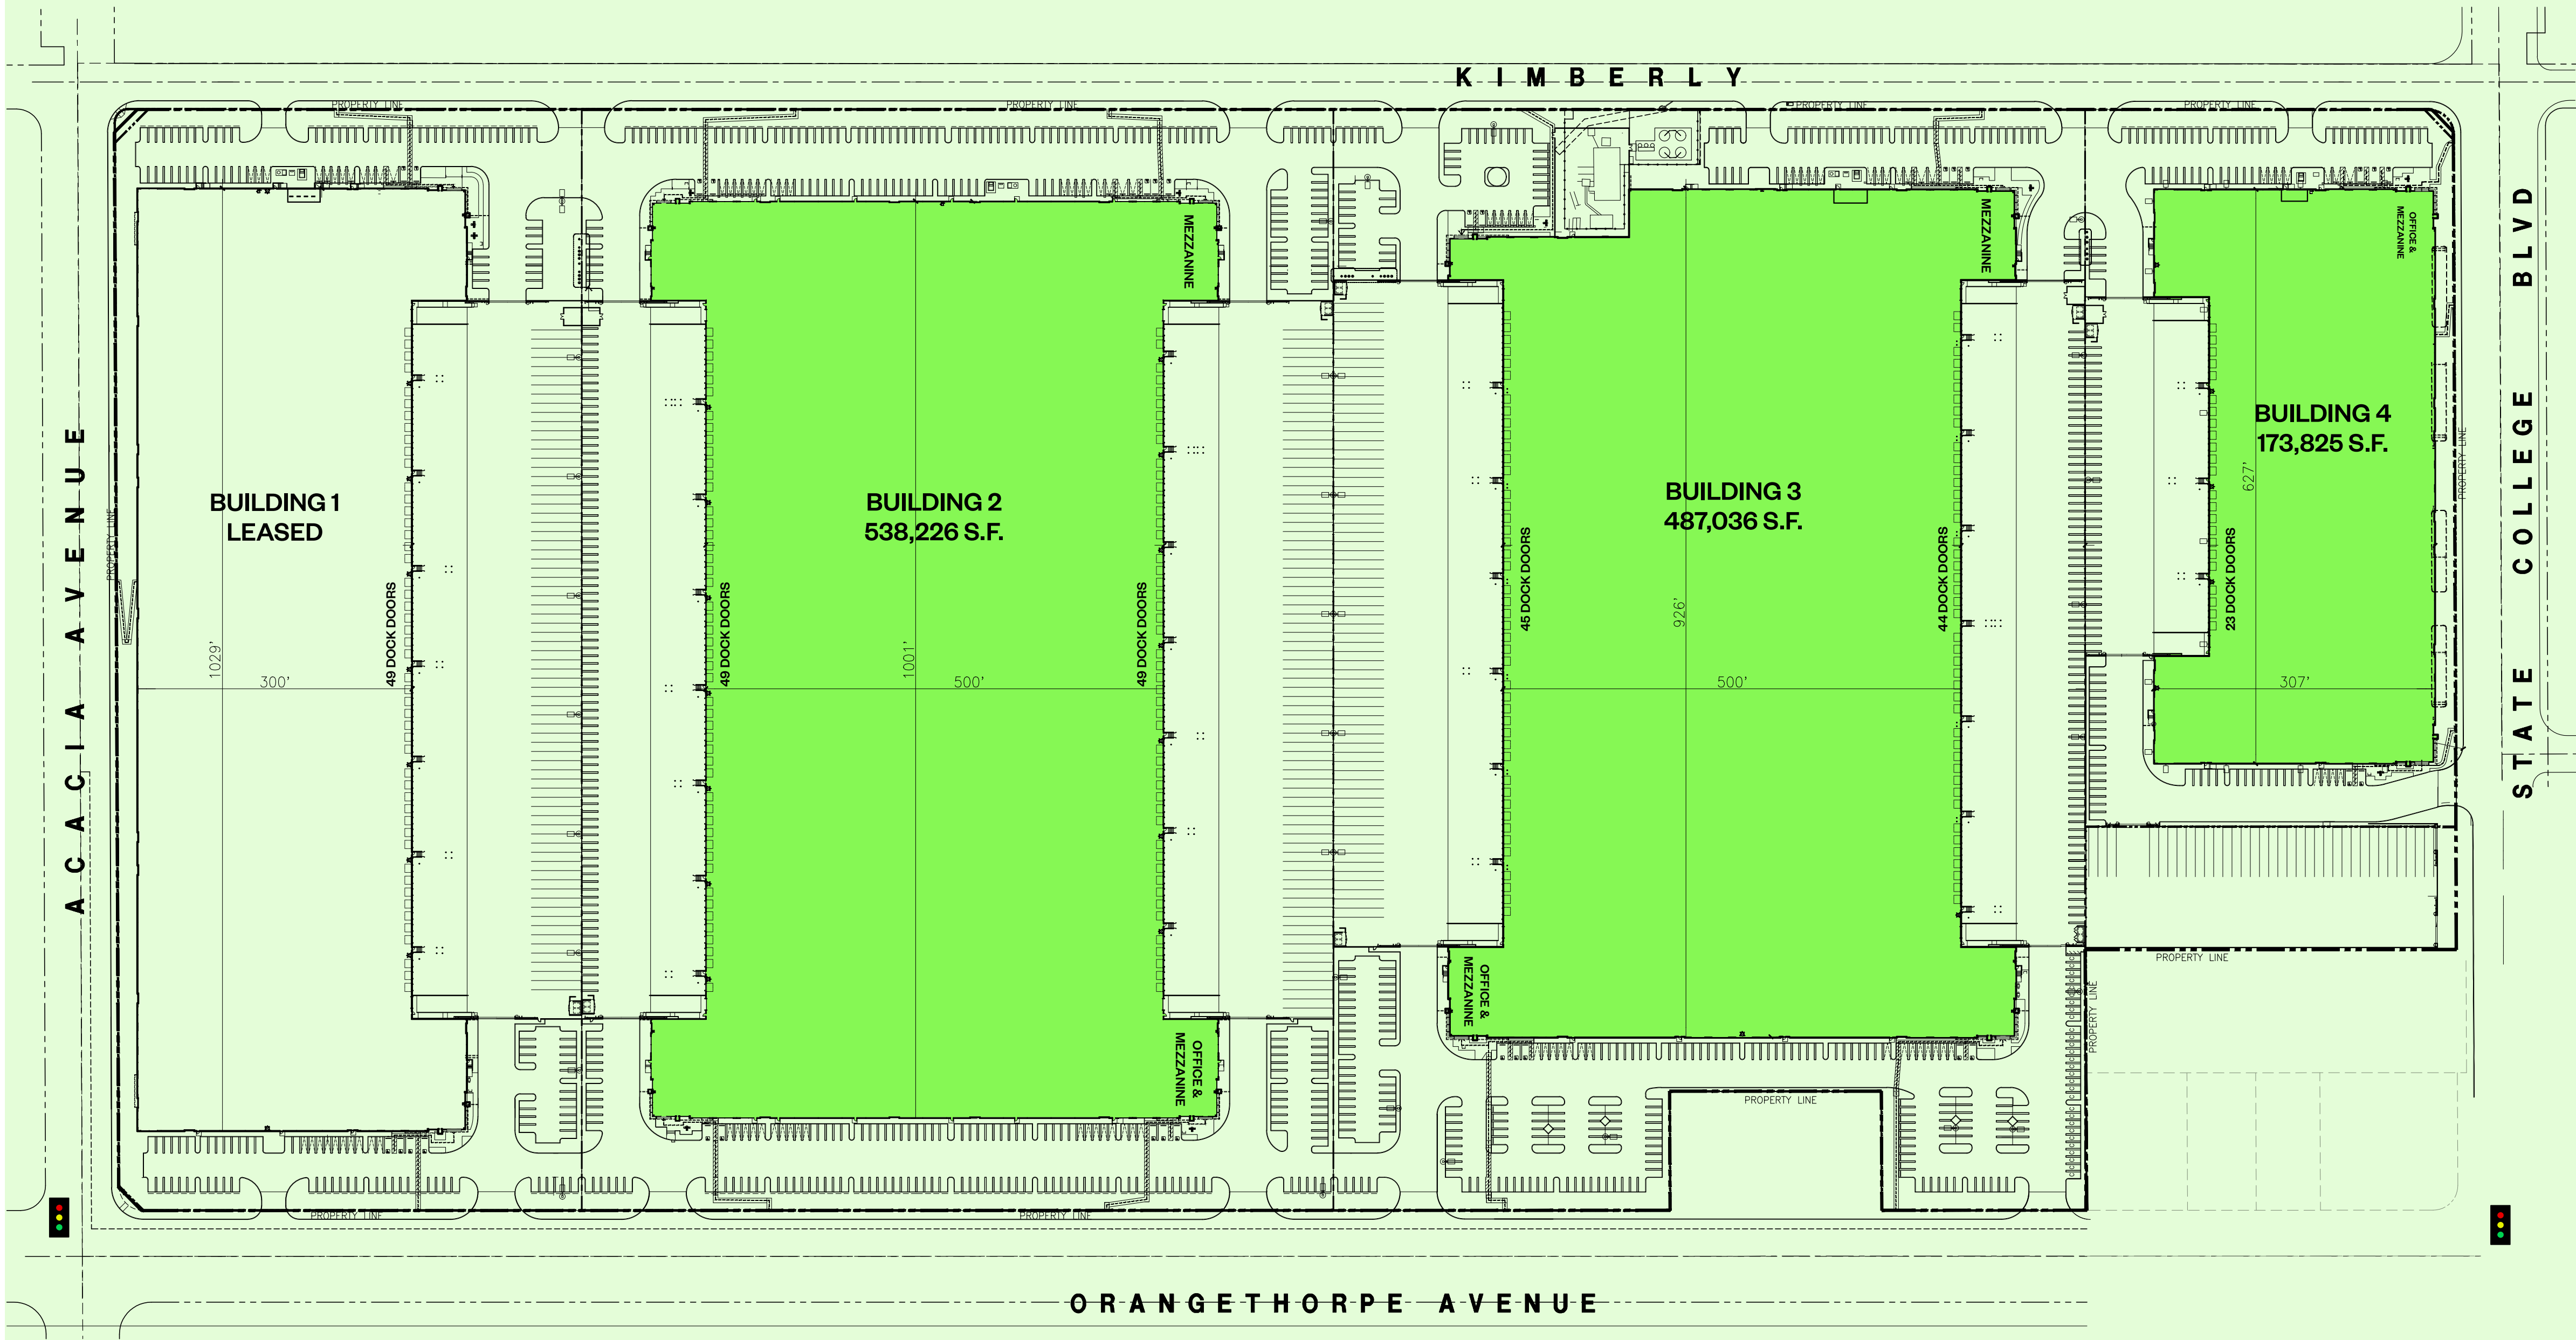 KIMBERLY
PROPERTY LINE
PROPERTY LINE
PROPERTY LINE
PROPERTY LINE
MEZZANINE
MEZZANINE
OFFICE &
MEZZANINE
ACACIA AVENUE
PROPERTY LINE
BUILDING 1
LEASED
1029'
300'
49 DOCK DOORS
BUILDING 2
538,226 S.F.
49 DOCK DOORS
1001'
500'
49 DOCK DOORS
BUILDING 3
487,036 S.F.
45 DOCK DOORS
926'
500'
44 DOCK DOORS
BUILDING 4
173,825 S.F.
627'
23 DOCK DOORS
307'
PROPERTY LINE
STATE COLLEGE BLVD
PROPERTY LINE
PROPERTY LINE
OFFICE &
MEZZANINE
OFFICE &
MEZZANINE
PROPERTY LINE
PROPERTY LINE
PROPERTY LINE
ORANGETHORPE AVENUE